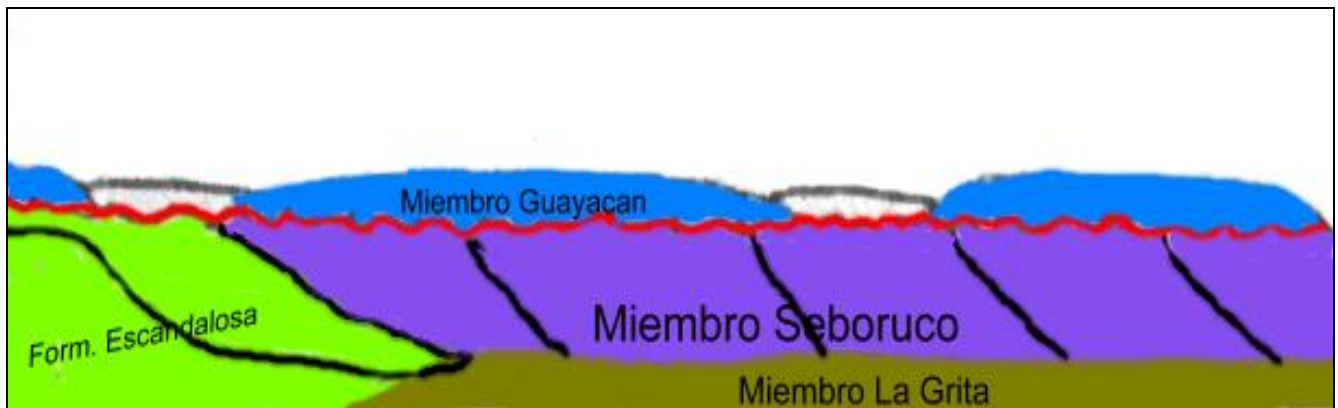 Miembro Guayacan
Form. Escandalosa
Miembro Seboruco
Miembro La Grita